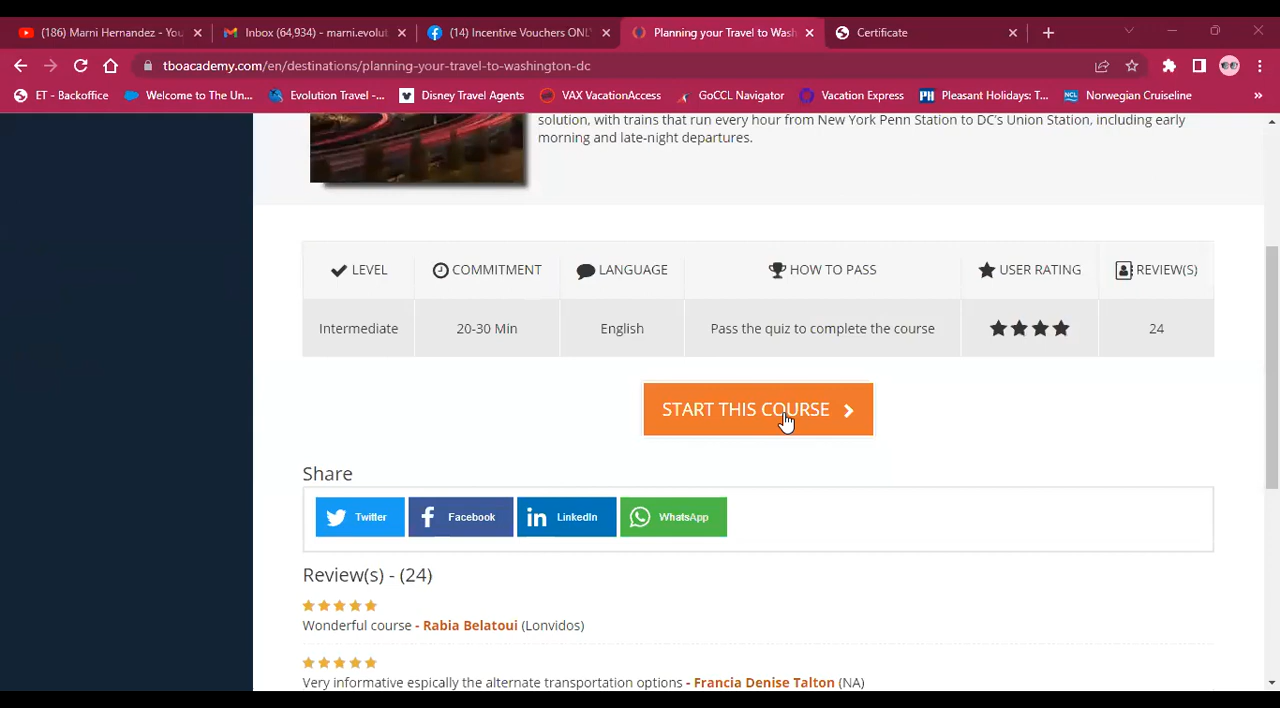 (186) Marni Hernandez - You
Inbox (64,934) - marni.evolut
(14) Incentive Vouchers ONL
Planning your Travel to Wash
Certificate
tboacademy.com/en/destinations/planning-your-travel-to-washington-dc
ET - Backoffice
Welcome to The Un...
Evolution Travel -...
Disney Travel Agents
VAX VacationAccess
GoCCL Navigator
Vacation Express
PH Pleasant Holidays: T...
NCL Norwegian Cruiseline
solution, with trains that run every hour from New York Penn Station to DC's Union Station, including early
morning and late-night departures.
LEVEL COMMITMENT LANGUAGE HOW TO PASS USER RATING REVIEW(S)
Intermediate 20-30 Min English Pass the quiz to complete the course 24
START THIS COURSE
Share
Twitter Facebook LinkedIn WhatsApp
Review(s) - (24)
Wonderful course - Rabia Belatoui (Lonvidos)
Very informative espically the alternate transportation options - Francia Denise Talton (NA)